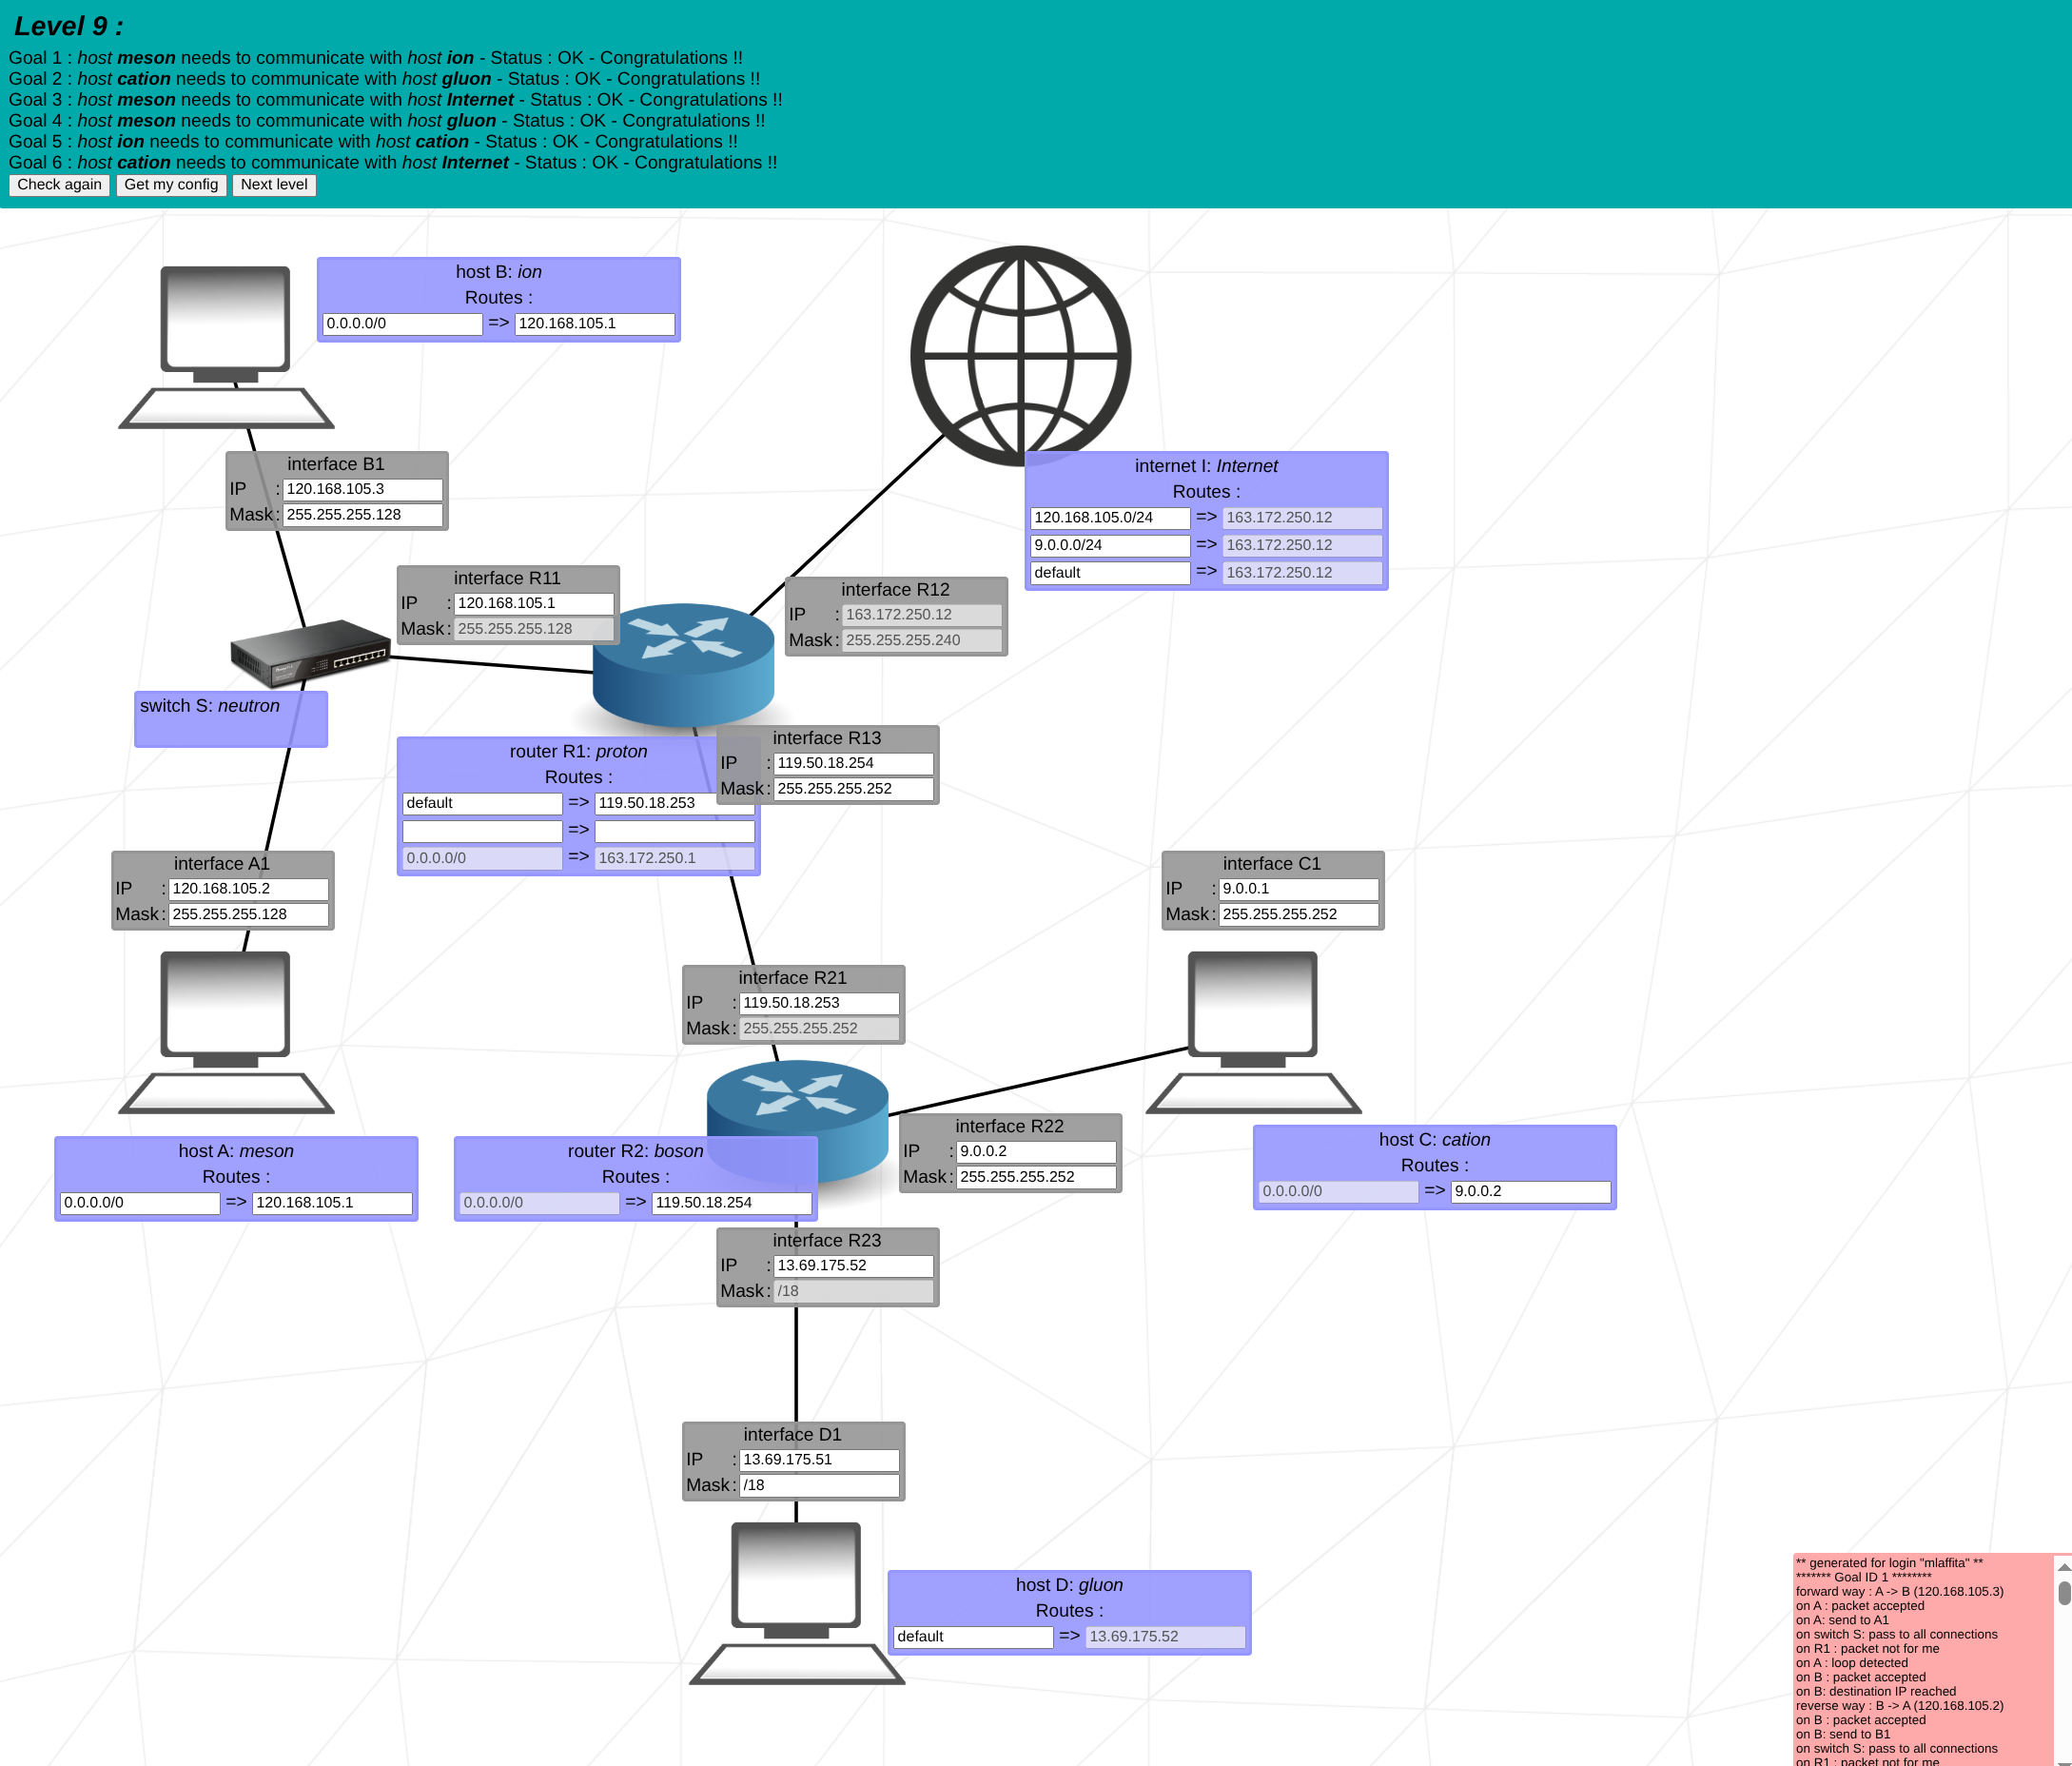 Level 9 :
Goal 1 : host meson needs to communicate with host ion - Status : OK - Congratulations !!
Goal 2 : host cation needs to communicate with host gluon - Status : OK - Congratulations !!
Goal 3 : host meson needs to communicate with host Internet - Status : OK - Congratulations !!
Goal 4 : host meson needs to communicate with host gluon - Status : OK - Congratulations !!
Goal 5 : host ion needs to communicate with host cation - Status : OK - Congratulations !!
Goal 6 : host cation needs to communicate with host Internet - Status : OK - Congratulations !!
Check again Get my config Next level
host B: ion
Routes :
0.0.0.0/0 => 120.168.105.1
interface B1
IP : 120.168.105.3
Mask : 255.255.255.128
internet I: Internet
Routes :
120.168.105.0/24 => 163.172.250.12
9.0.0.0/24 => 163.172.250.12
default => 163.172.250.12
interface R11
IP : 120.168.105.1
Mask : 255.255.255.128
interface R12
IP : 163.172.250.12
Mask : 255.255.255.240
switch S: neutron
router R1: proton
Routes :
default => 119.50.18.253
=>
0.0.0.0/0 => 163.172.250.1
interface R13
IP : 119.50.18.254
Mask : 255.255.255.252
interface A1
IP : 120.168.105.2
Mask : 255.255.255.128
interface C1
IP : 9.0.0.1
Mask : 255.255.255.252
interface R21
IP : 119.50.18.253
Mask : 255.255.255.252
host A: meson
Routes :
0.0.0.0/0 => 120.168.105.1
router R2: boson
Routes :
0.0.0.0/0 => 119.50.18.254
interface R22
IP : 9.0.0.2
Mask : 255.255.255.252
host C: cation
Routes :
0.0.0.0/0 => 9.0.0.2
interface R23
IP : 13.69.175.52
Mask : /18
interface D1
IP : 13.69.175.51
Mask : /18
host D: gluon
Routes :
default => 13.69.175.52
** generated for login "mlaffita" **
******* Goal ID 1 ********
forward way : A -> B (120.168.105.3)
on A : packet accepted
on A: send to A1
on switch S: pass to all connections
on R1 : packet not for me
on A : loop detected
on B : packet accepted
on B: destination IP reached
reverse way : B -> A (120.168.105.2)
on B : packet accepted
on B: send to B1
on switch S: pass to all connections
on R1 : packet not for me